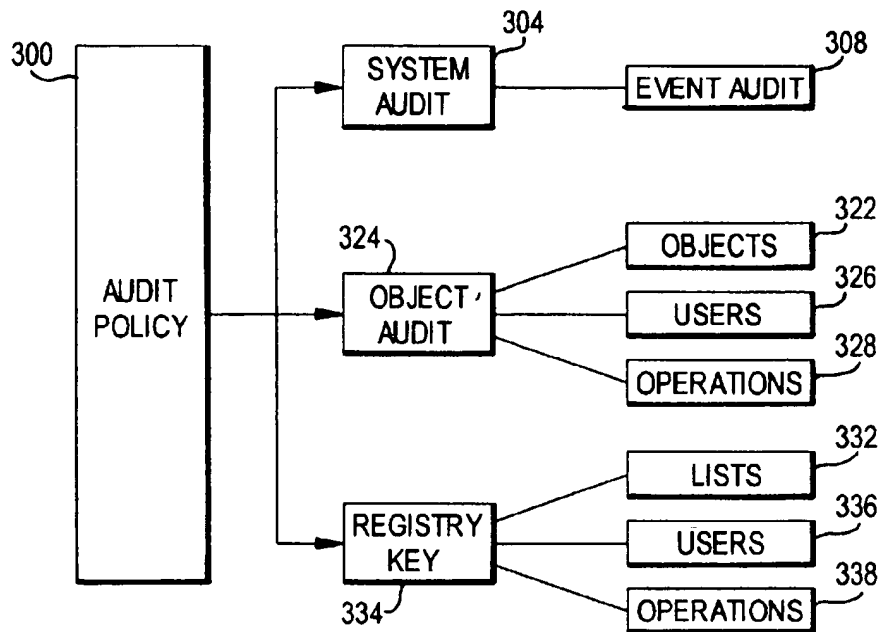 300
AUDIT
POLICY
304
SYSTEM
AUDIT
308
EVENT AUDIT
324
OBJECT
AUDIT
322
OBJECTS
326
USERS
328
OPERATIONS
REGISTRY
KEY
334
332
LISTS
336
USERS
338
OPERATIONS